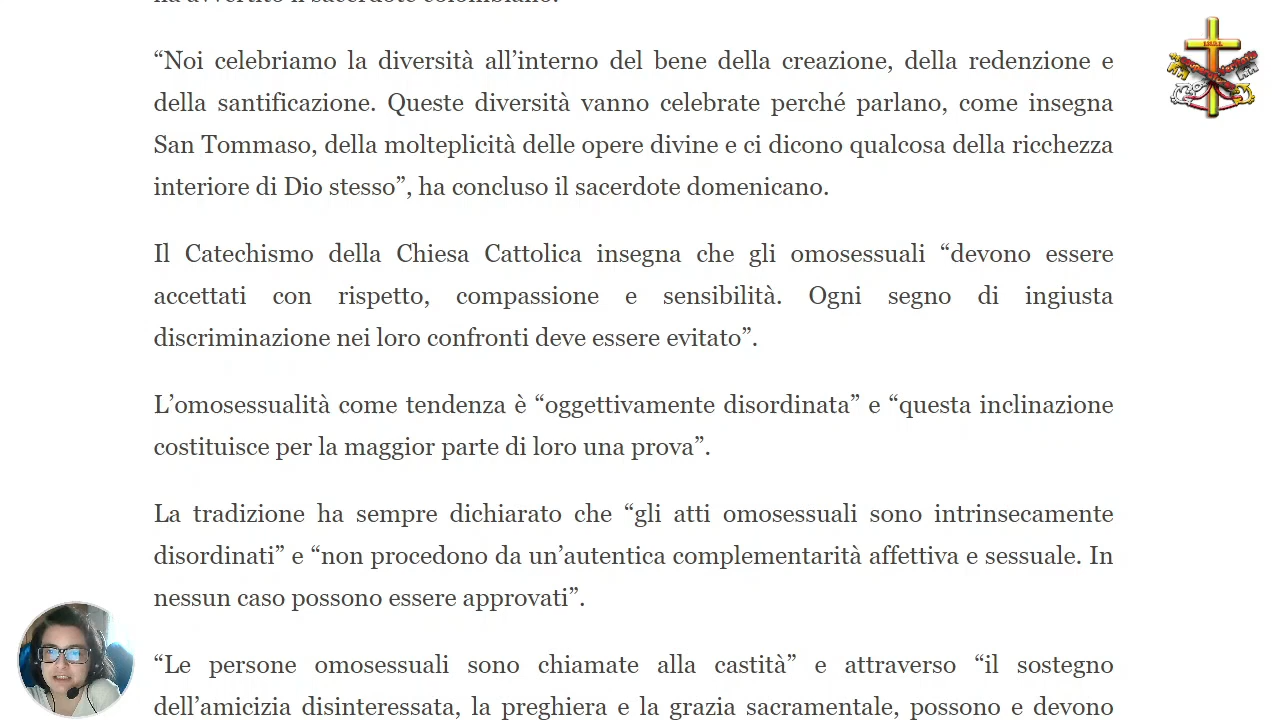 ha avvertito il sacerdote colombiano.
“Noi celebriamo la diversità all’interno del bene della creazione, della redenzione e
della santificazione. Queste diversità vanno celebrate perché parlano, come insegna
San Tommaso, della molteplicità delle opere divine e ci dicono qualcosa della ricchezza
interiore di Dio stesso”, ha concluso il sacerdote domenicano.
Il Catechismo della Chiesa Cattolica insegna che gli omosessuali “devono essere
accettati con rispetto, compassione e sensibilità. Ogni segno di ingiusta
discriminazione nei loro confronti deve essere evitato”.
L’omosessualità come tendenza è “oggettivamente disordinata” e “questa inclinazione
costituisce per la maggior parte di loro una prova”.
La tradizione ha sempre dichiarato che “gli atti omosessuali sono intrinsecamente
disordinati” e “non procedono da un’autentica complementarità affettiva e sessuale. In
nessun caso possono essere approvati”.
“Le persone omosessuali sono chiamate alla castità” e attraverso “il sostegno
dell’amicizia disinteressata, la preghiera e la grazia sacramentale, possono e devono